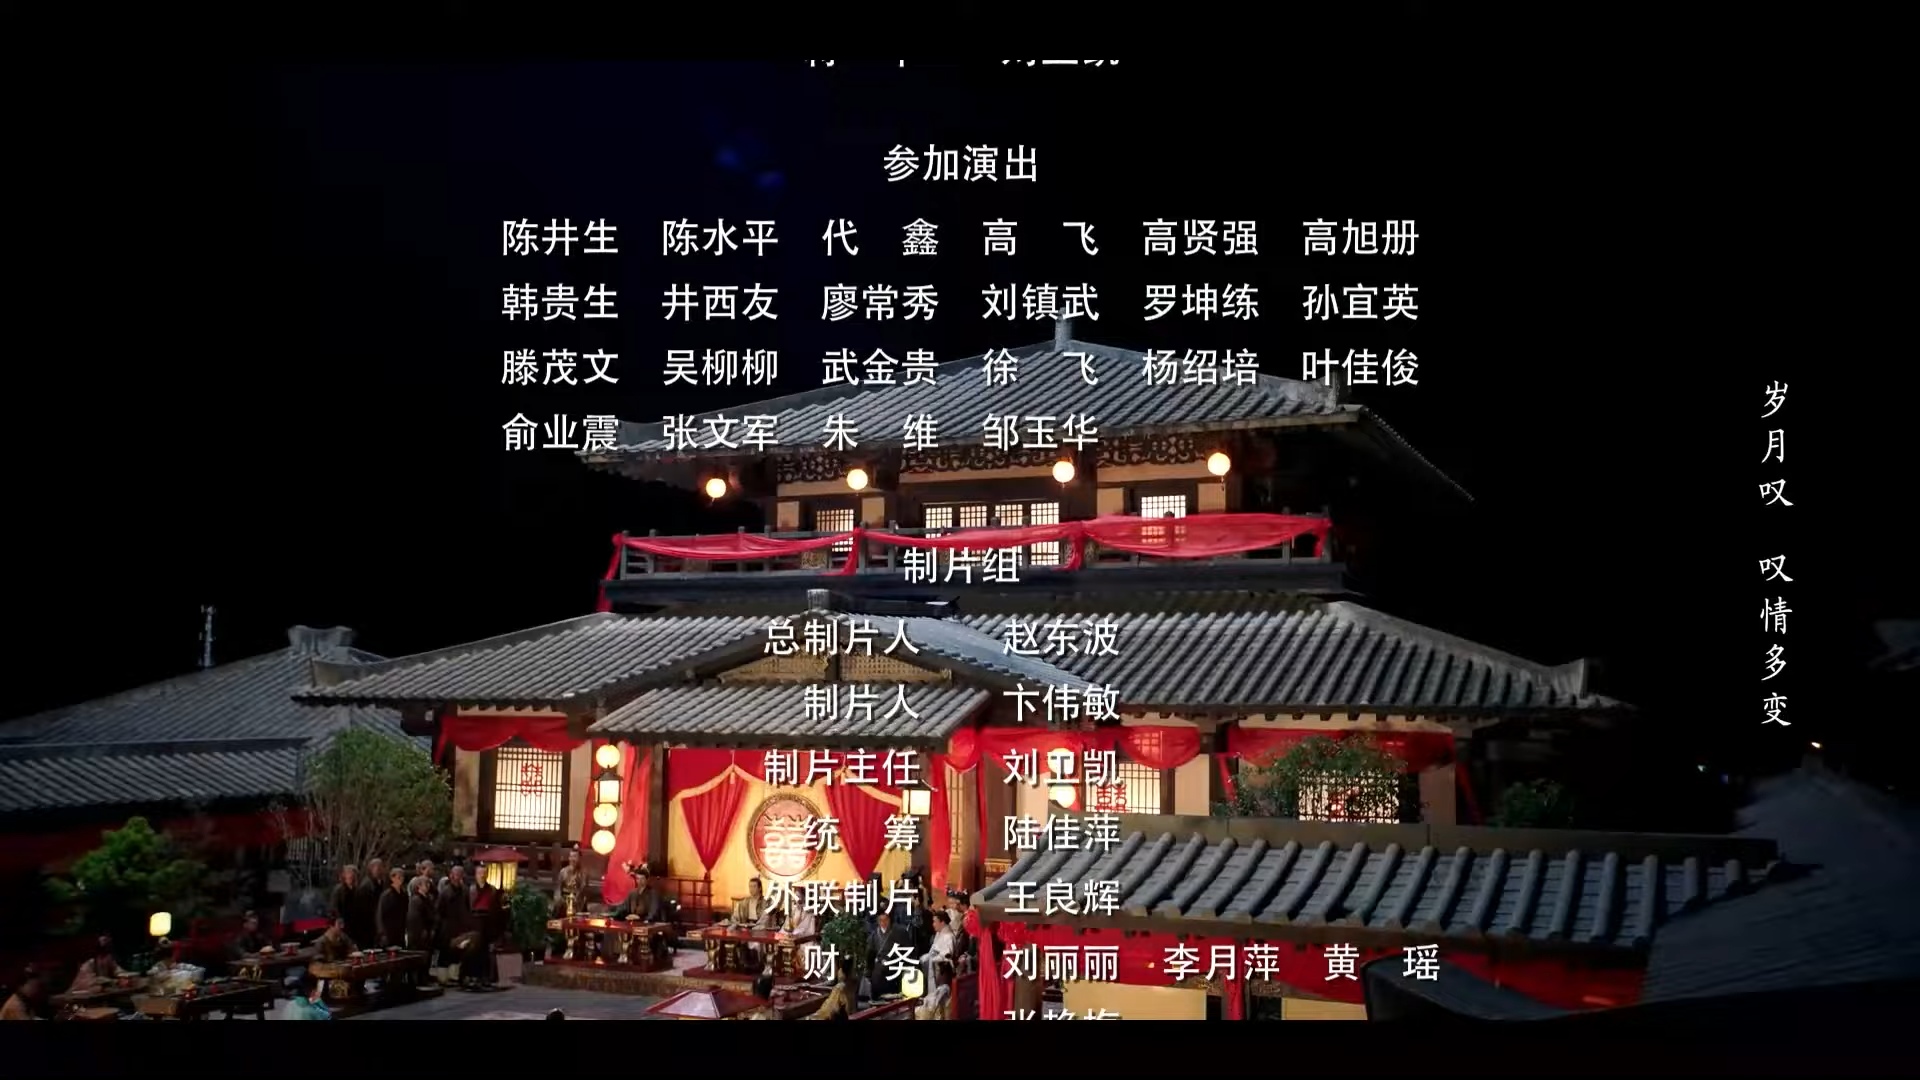 参加演出
陈井生 陈水平 代 鑫 高 飞 高贤强 高旭册
韩贵生 井西友 廖常秀 刘镇武 罗坤练 孙宜英
滕茂文 吴柳柳 武金贵 徐 飞 杨绍培 叶佳俊
俞业震 张文军 朱 维 邹玉华
制片组
总制片人 赵东波
制片人 卞伟敏
制片主任 刘卫凯
统 筹 陆佳萍
外联制片 王良辉
财 务 刘丽丽 李月萍 黄 瑶
岁月叹 叹情多变
囍
囍
囍